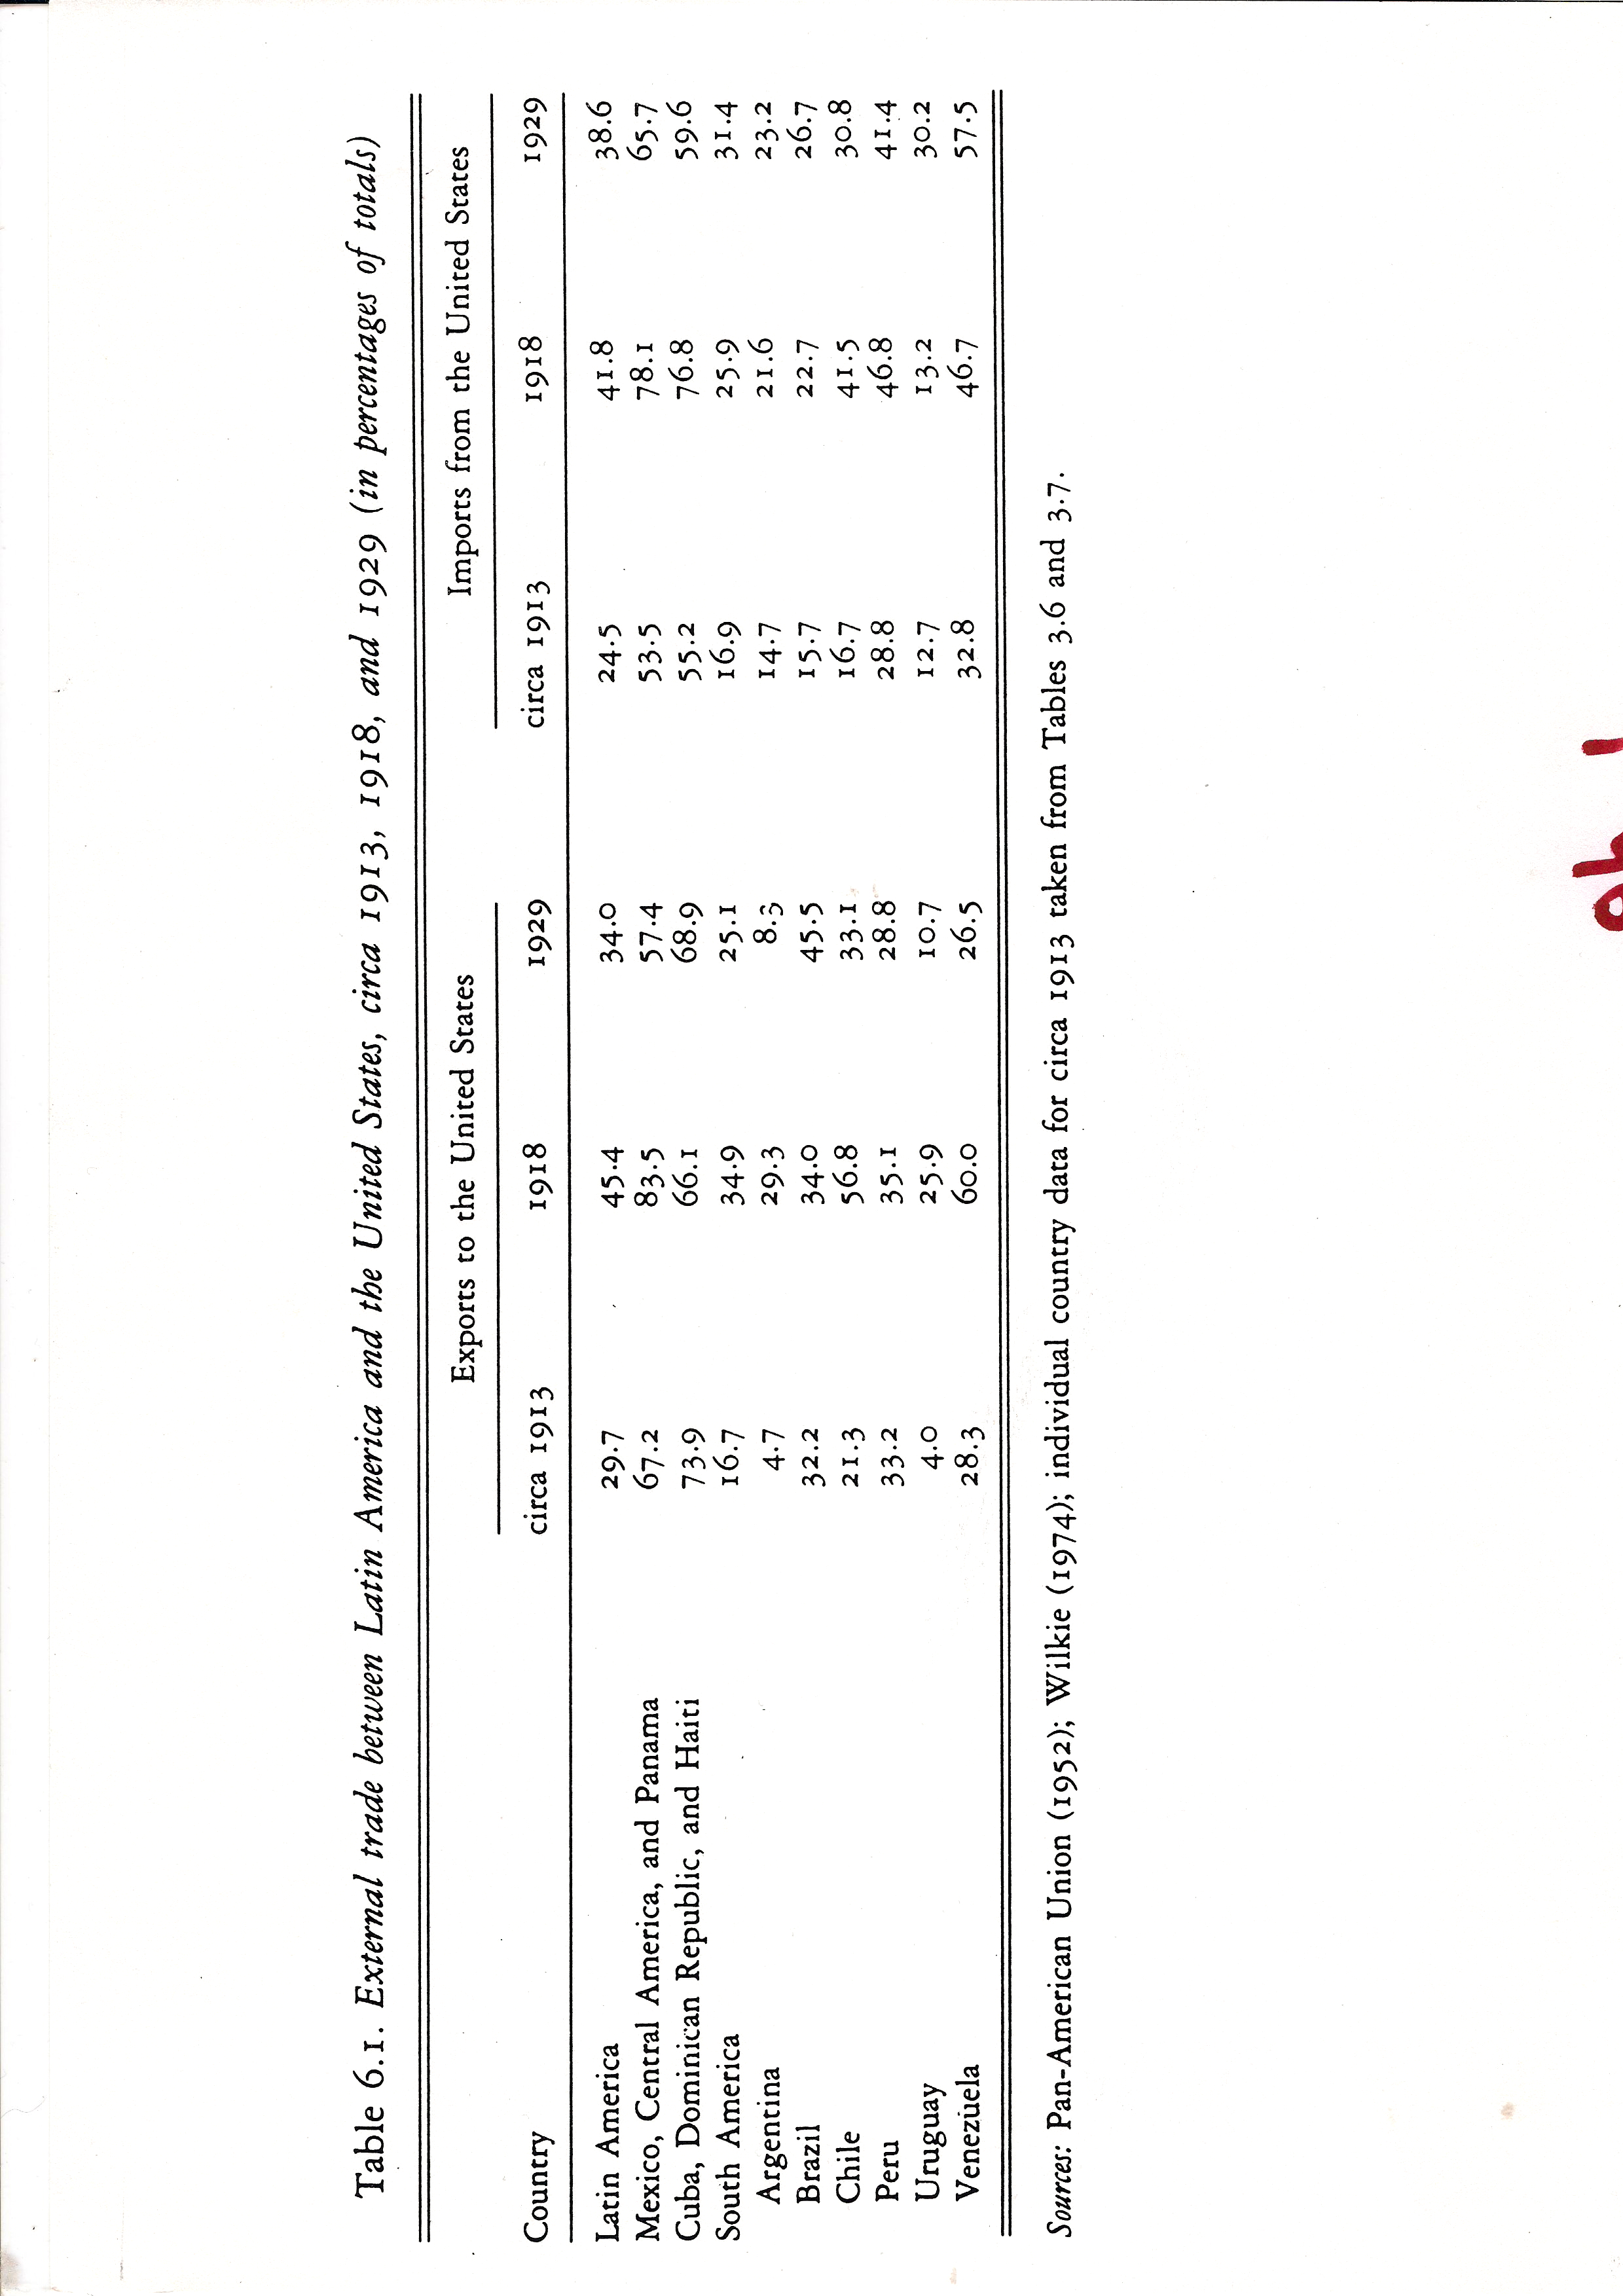 Table 6.1. External trade between Latin America and the United States, circa 1913, 1918, and 1929 (in percentages of totals)
Exports to the United States Imports from the United States
Country circa 1913 1918 1929 circa 1913 1918 1929
Latin America 29.7 45.4 34.0 24.5 41.8 38.6
Mexico, Central America, and Panama 67.2 83.5 57.4 53.5 78.1 65.7
Cuba, Dominican Republic, and Haiti 73.9 66.1 68.9 55.2 76.8 59.6
South America 16.7 34.9 25.1 16.9 25.9 31.4
Argentina 4.7 29.3 8.3 14.7 21.6 23.2
Brazil 32.2 34.0 45.5 15.7 22.7 26.7
Chile 21.3 56.8 33.1 16.7 41.5 30.8
Peru 33.2 35.1 28.8 28.8 46.8 41.4
Uruguay 4.0 25.9 10.7 12.7 13.2 30.2
Venezuela 28.3 60.0 26.5 32.8 46.7 57.5
Sources: Pan-American Union (1952); Wilkie (1974); individual country data for circa 1913 taken from Tables 3.6 and 3.7.